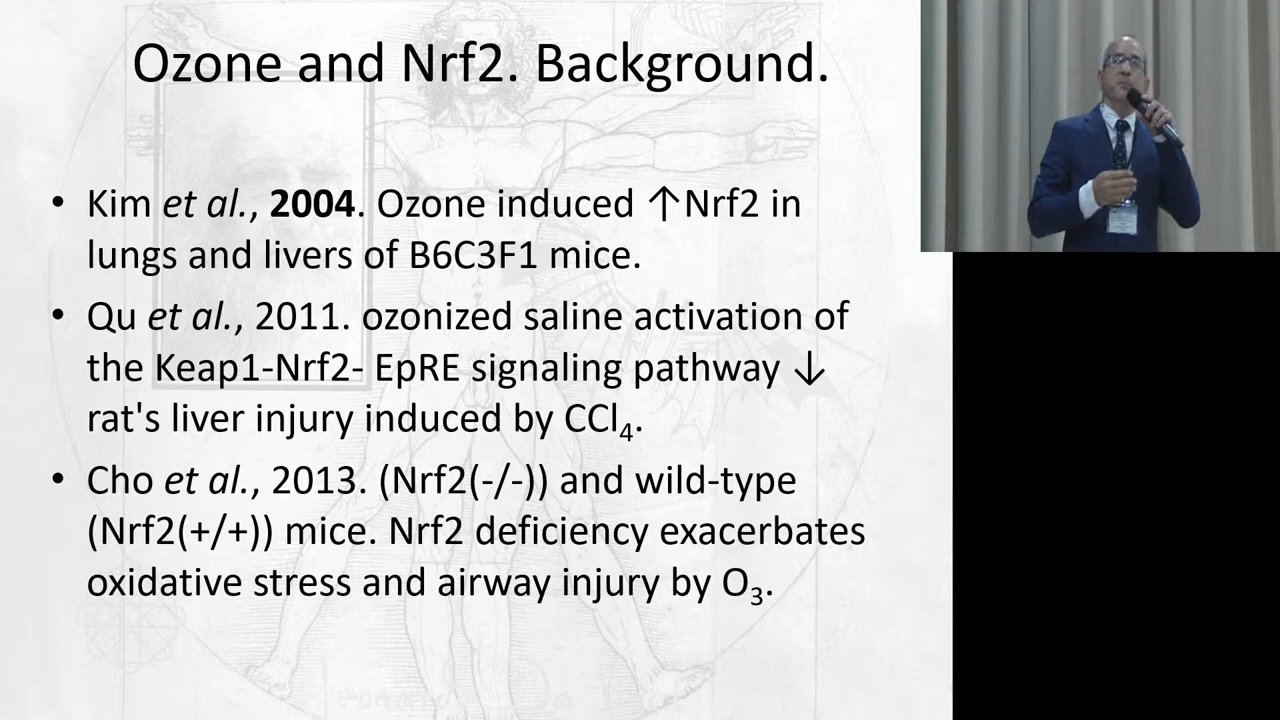 Ozone and Nrf2. Background.
• Kim et al., 2004. Ozone induced ↑Nrf2 in
lungs and livers of B6C3F1 mice.
• Qu et al., 2011. ozonized saline activation of
the Keap1-Nrf2- EpRE signaling pathway ↓
rat's liver injury induced by CCl₄.
• Cho et al., 2013. (Nrf2(-/-)) and wild-type
(Nrf2(+/+)) mice. Nrf2 deficiency exacerbates
oxidative stress and airway injury by O₃.